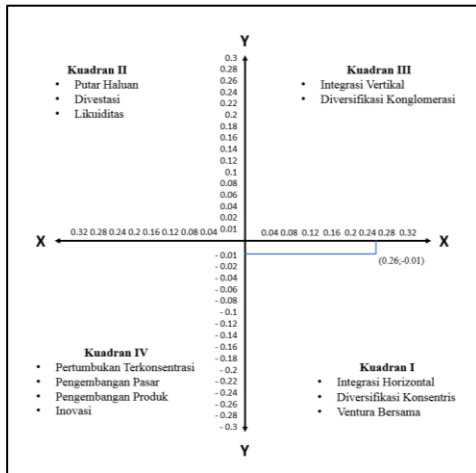 Y
Kuadran II
• Putar Haluan
• Divestasi
• Likuiditas
Kuadran III
• Integrasi Vertikal
• Diversifikasi Konglomerasi
0.3
0.28
0.26
0.24
0.22
0.2
0.18
0.16
0.14
0.12
0.1
0.08
0.06
0.04
0.02
0.01
X
0.32 0.28 0.24 0.2 0.16 0.12 0.08 0.04
0.04 0.08 0.12 0.16 0.2 0.24 0.28 0.32
X
- 0.01
- 0.02
- 0.04
- 0.06
- 0.08
- 0.1
- 0.12
- 0.14
- 0.16
- 0.18
- 0.2
- 0.22
- 0.24
- 0.26
- 0.28
- 0.3
(0.26;-0.01)
Kuadran IV
• Pertumbukan Terkonsentrasi
• Pengembangan Pasar
• Pengembangan Produk
• Inovasi
Kuadran I
• Integrasi Horizontal
• Diversifikasi Konsentris
• Ventura Bersama
Y